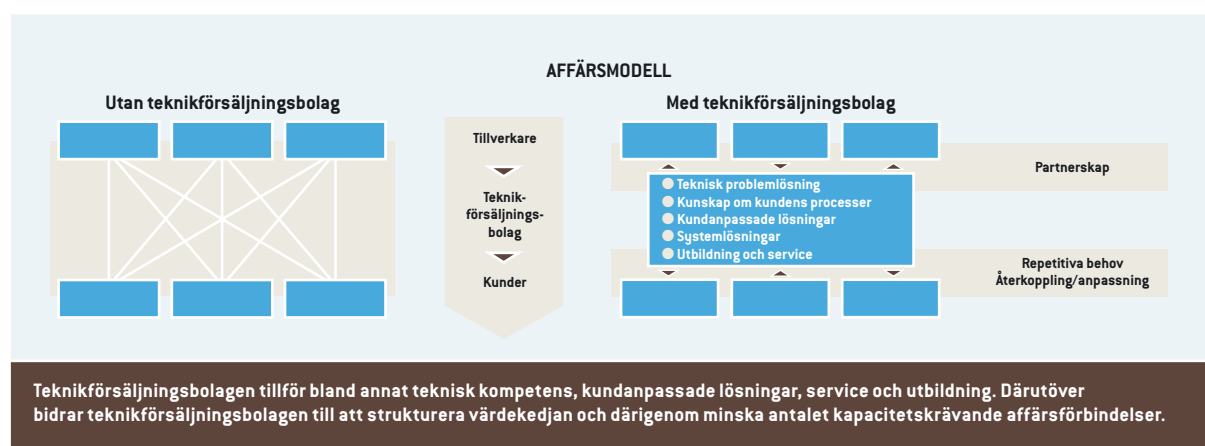 AFFÄRSMODELL
Utan teknikförsäljningsbolag
Tillverkare
Teknik-
försäljnings-
bolag
Kunder
Med teknikförsäljningsbolag
Teknisk problemlösning
Kunskap om kundens processer
Kundanpassade lösningar
Systemlösningar
Utbildning och service
Partnerskap
Repetitiva behov
Återkoppling/anpassning
Teknikförsäljningsbolagen tillför bland annat teknisk kompetens, kundanpassade lösningar, service och utbildning. Därutöver
bidrar teknikförsäljningsbolagen till att strukturera värdekedjan och därigenom minska antalet kapacitetskrävande affärsförbindelser.